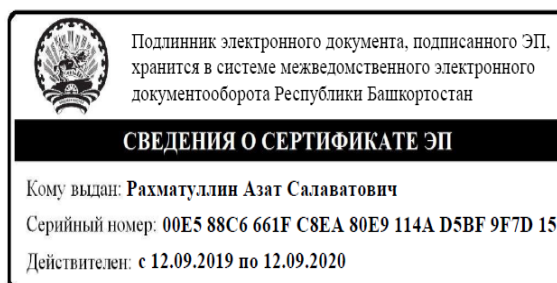 Подлинник электронного документа, подписанного ЭП,
хранится в системе межведомственного электронного
документооборота Республики Башкортостан
СВЕДЕНИЯ О СЕРТИФИКАТЕ ЭП
Кому выдан: Рахматуллин Азат Салаватович
Серийный номер: 00E5 88C6 661F C8EA 80E9 114A D5BF 9F7D 15
Действителен: с 12.09.2019 по 12.09.2020